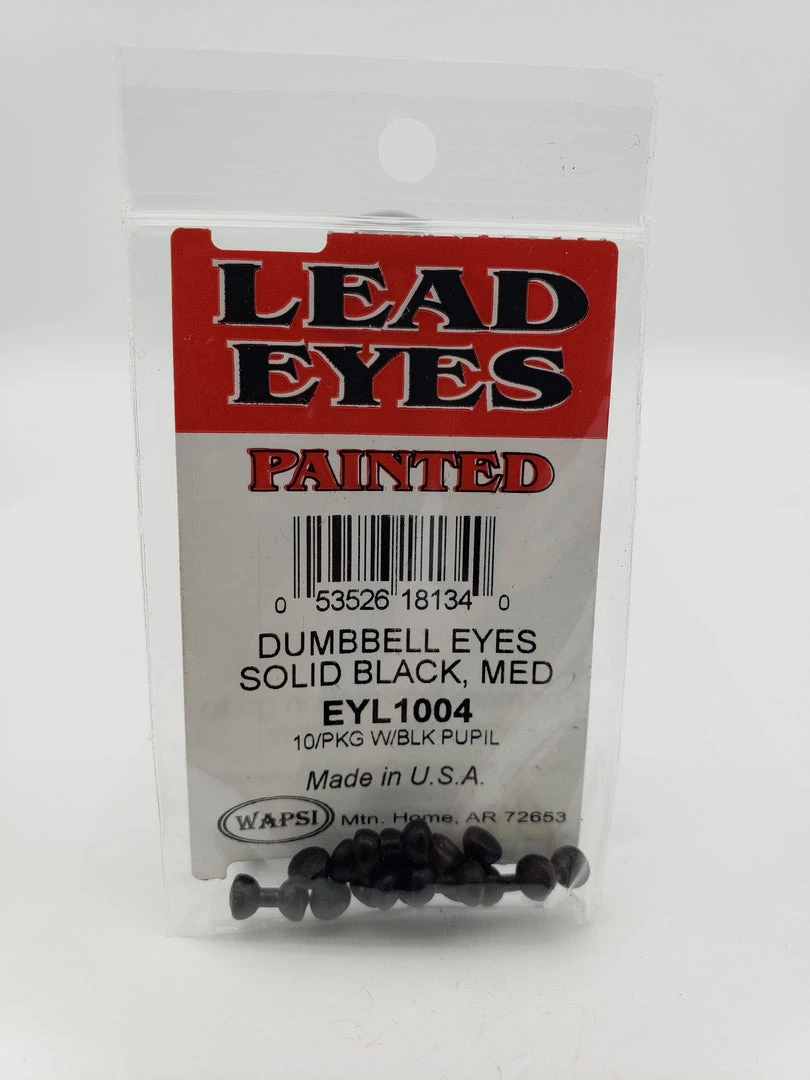 LEAD
EYES
PAINTED
0 53526 18134 0
DUMBBELL EYES
SOLID BLACK, MED
EYL1004
10/PKG W/BLK PUPIL
Made in U.S.A.
WAPSI Mtn. Home, AR 72653